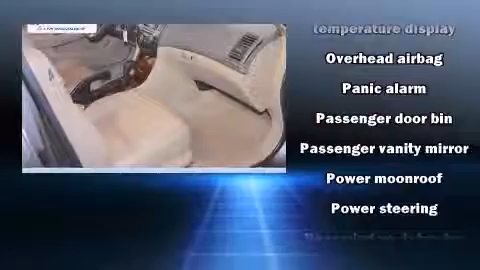 Temperature display
Overhead airbag
Panic alarm
Passenger door bin
Passenger vanity mirror
Power moonroof
Power steering